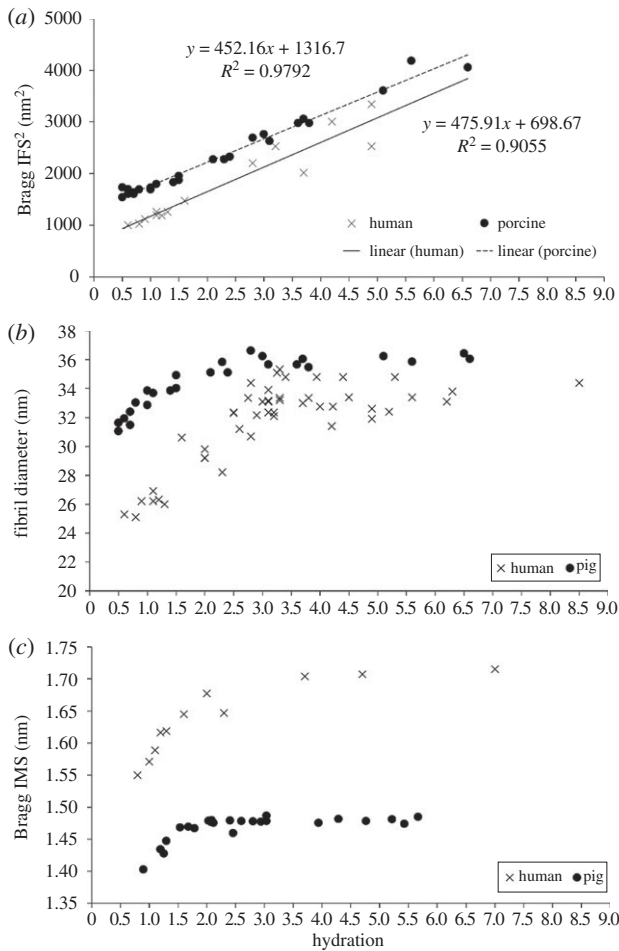 (a)
5000
4000
3000
2000
1000
0
Bragg IFS² (nm²)
y = 452.16x + 1316.7
R² = 0.9792
y = 475.91x + 698.67
R² = 0.9055
human porcine
linear (human) linear (porcine)
0 0.5 1.0 1.5 2.0 2.5 3.0 3.5 4.0 4.5 5.0 5.5 6.0 6.5 7.0 7.5 8.0 8.5
(b)
38
36
34
32
30
28
26
24
22
20
fibril diameter (nm)
human pig
0 0.5 1.0 1.5 2.0 2.5 3.0 3.5 4.0 4.5 5.0 5.5 6.0 6.5 7.0 7.5 8.0 8.5 9.0
(c)
1.75
1.70
1.65
1.60
1.55
1.50
1.45
1.40
1.35
Bragg IMS (nm)
human pig
0 0.5 1.0 1.5 2.0 2.5 3.0 3.5 4.0 4.5 5.0 5.5 6.0 6.5 7.0 7.5 8.0 8.5 9.0
hydration